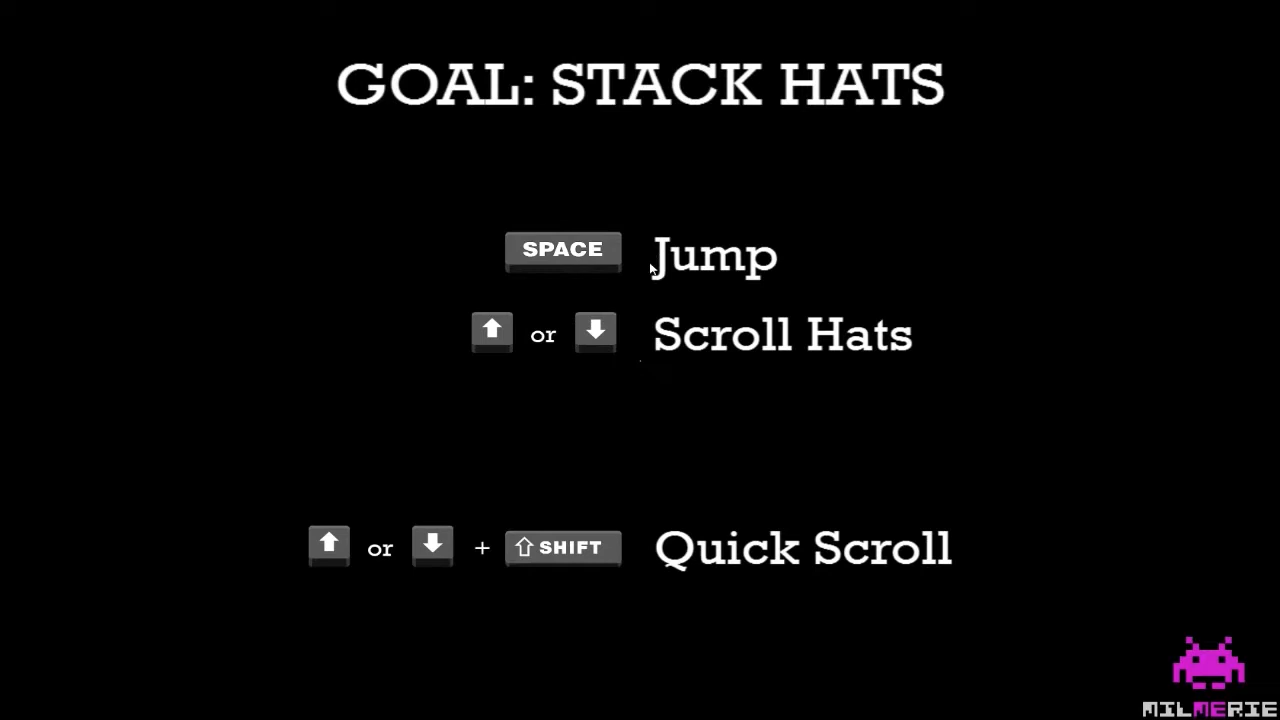 GOAL: STACK HATS
SPACE Jump
or Scroll Hats
or + SHIFT Quick Scroll
MILMERIE